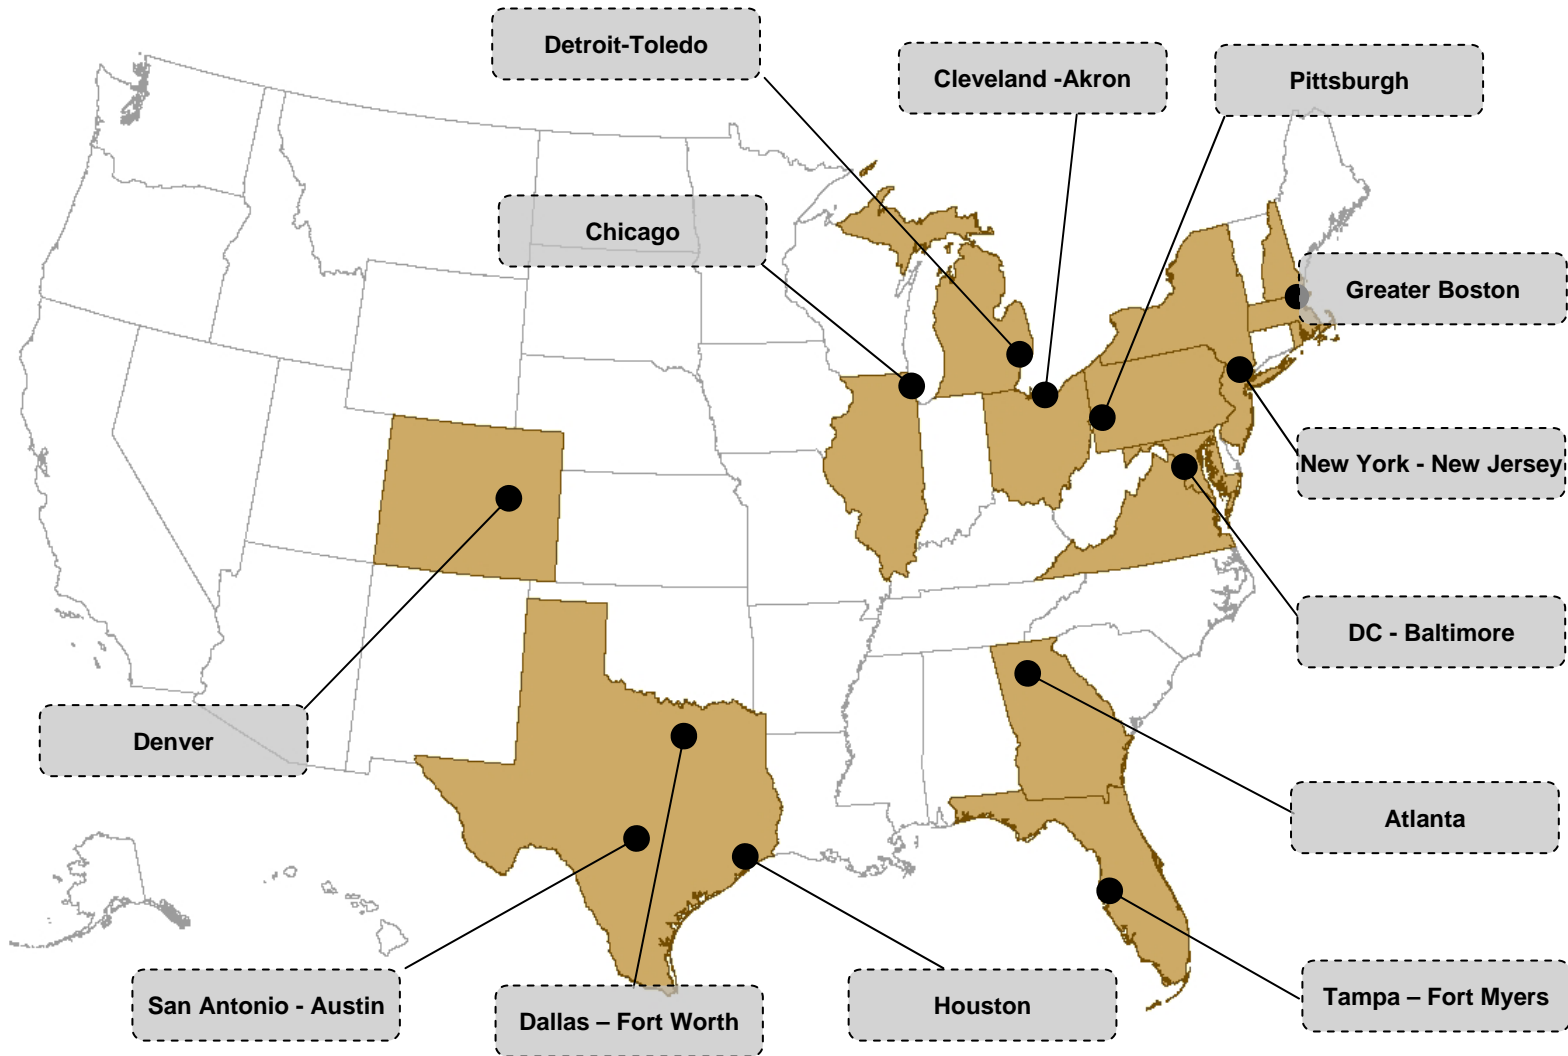 Detroit-Toledo
Cleveland -Akron
Pittsburgh
Chicago
Greater Boston
New York - New Jersey
DC - Baltimore
Denver
Atlanta
San Antonio - Austin
Dallas – Fort Worth
Houston
Tampa – Fort Myers